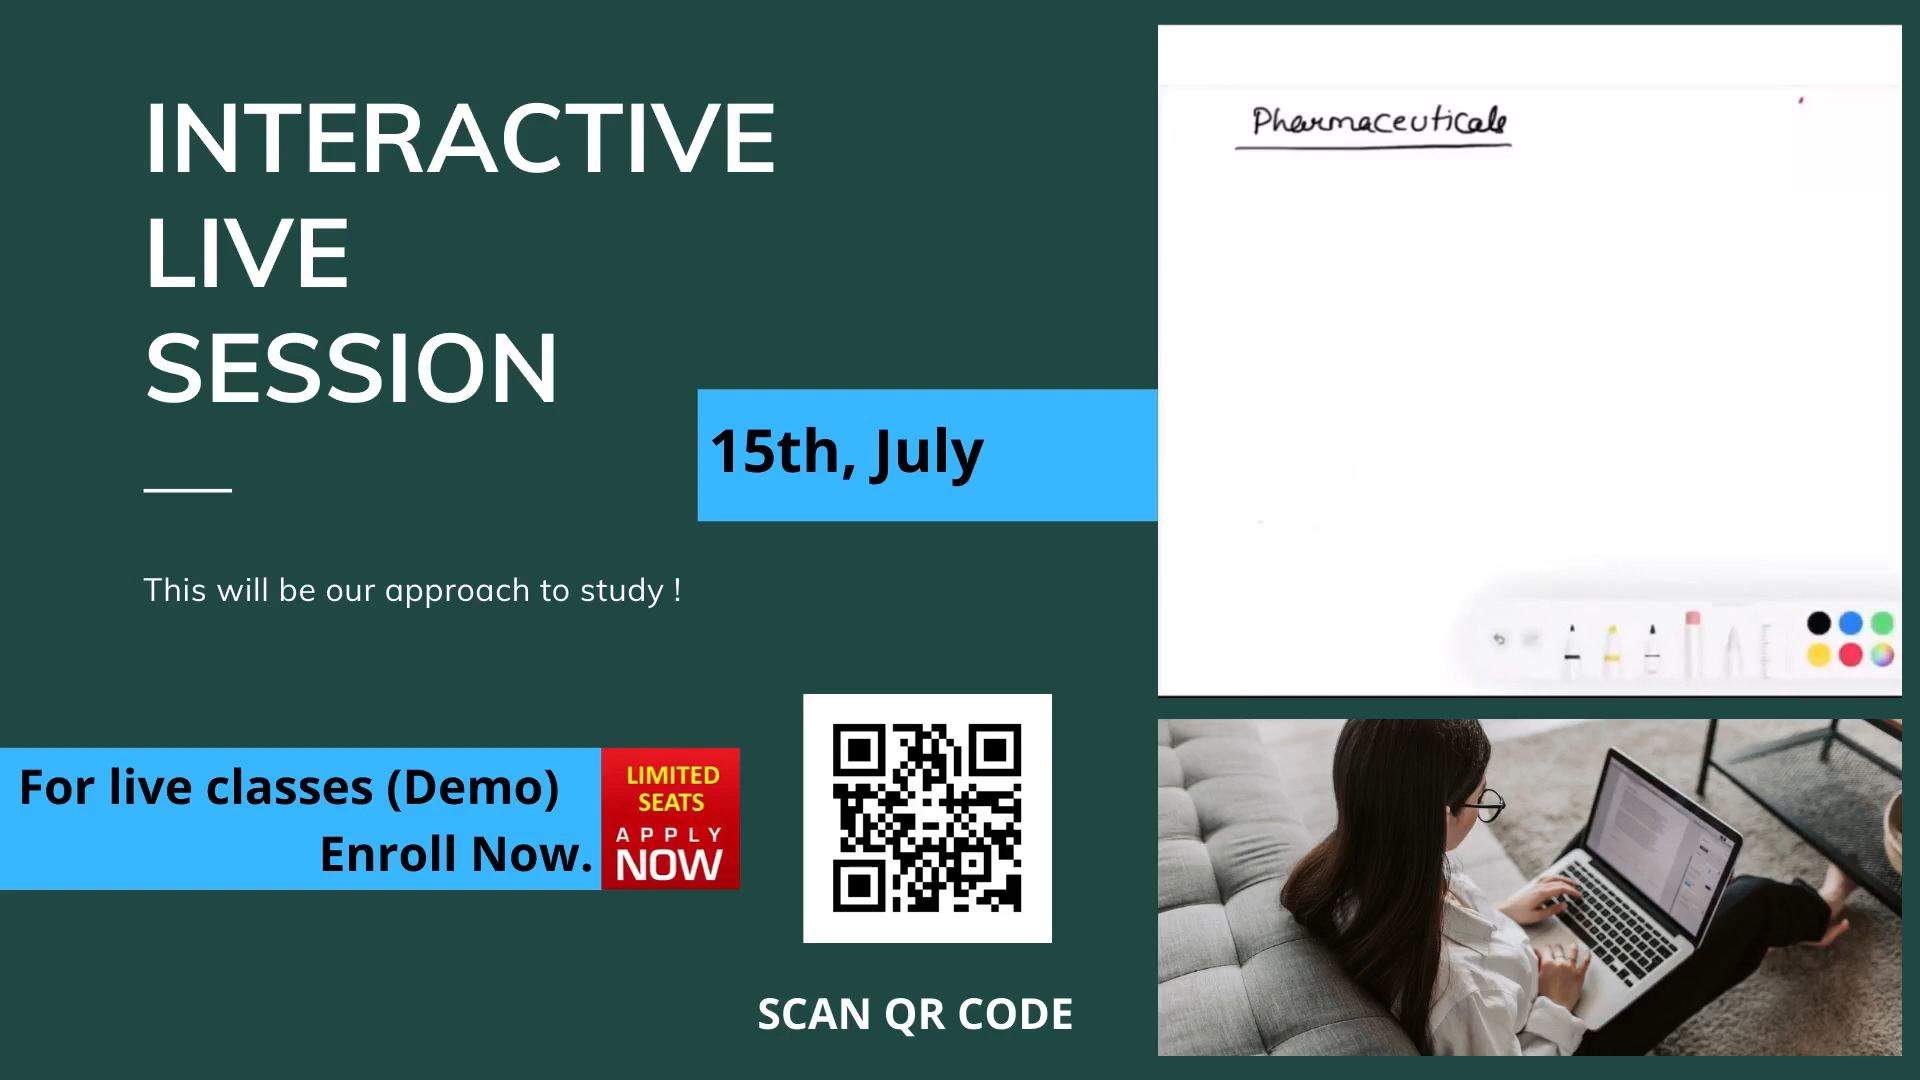 INTERACTIVE
LIVE
SESSION
15th, July
This will be our approach to study !
For live classes (Demo)
Enroll Now.
LIMITED
SEATS
APPLY
NOW
SCAN QR CODE
Pharmaceuticals